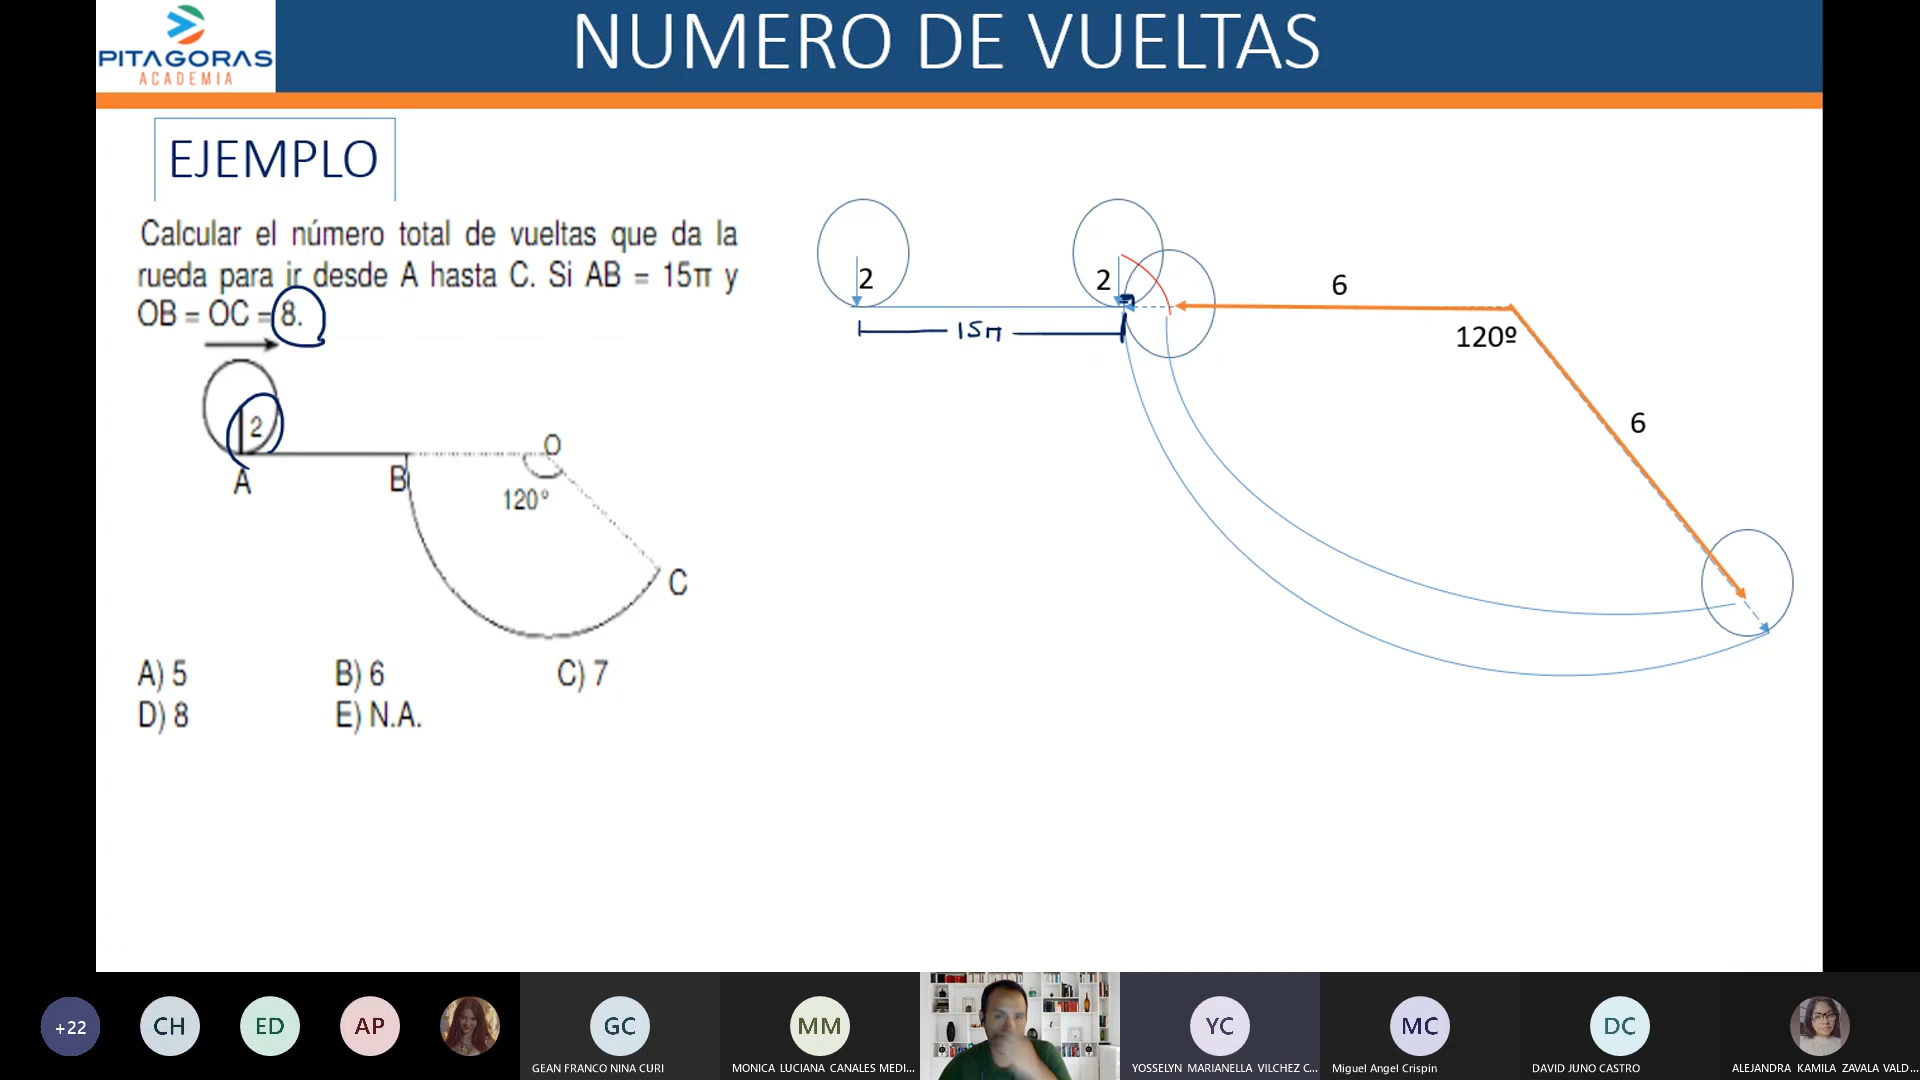 PITAGORAS
ACADEMIA
NUMERO DE VUELTAS
EJEMPLO
Calcular el número total de vueltas que da la
rueda para ir desde A hasta C. Si AB = 15π y
OB = OC = 8.
2
A
B
O
120°
C
A) 5 B) 6 C) 7
D) 8 E) N.A.
2
2
15π
6
120º
6
+22
CH
ED
AP
GC
MM
YC
MC
DC
GEAN FRANCO NINA CURI
MONICA LUCIANA CANALES MEDI...
YOSSELYN MARIANELLA VILCHEZ C...
Miguel Angel Crispin
DAVID JUNO CASTRO
ALEJANDRA KAMILA ZAVALA VALD...